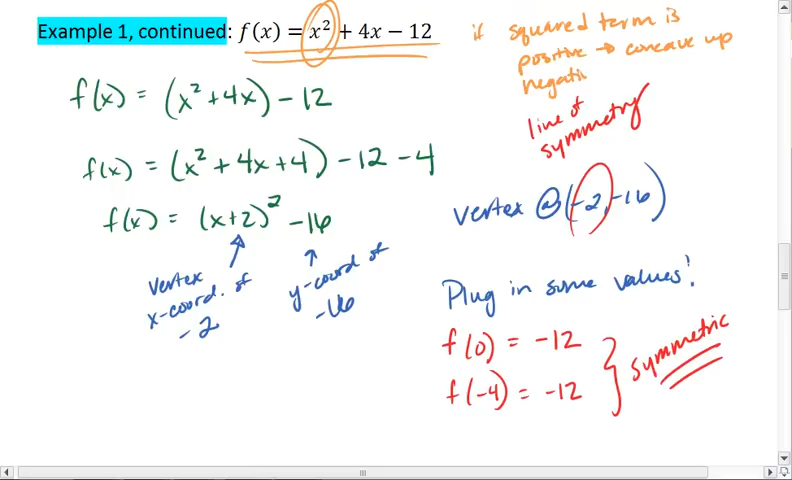 Example 1, continued: f(x) = x² + 4x − 12
if squared term is
positive → concave up
negati
f(x) = (x² + 4x) − 12
line of
symmetry
f(x) = (x² + 4x + 4) − 12 − 4
f(x) = (x+2)² − 16
vertex @ (−2, −16)
vertex
x-coord. of
−2
y-coord of
−16
Plug in some values!
f(0) = −12
f(−4) = −12
symmetric